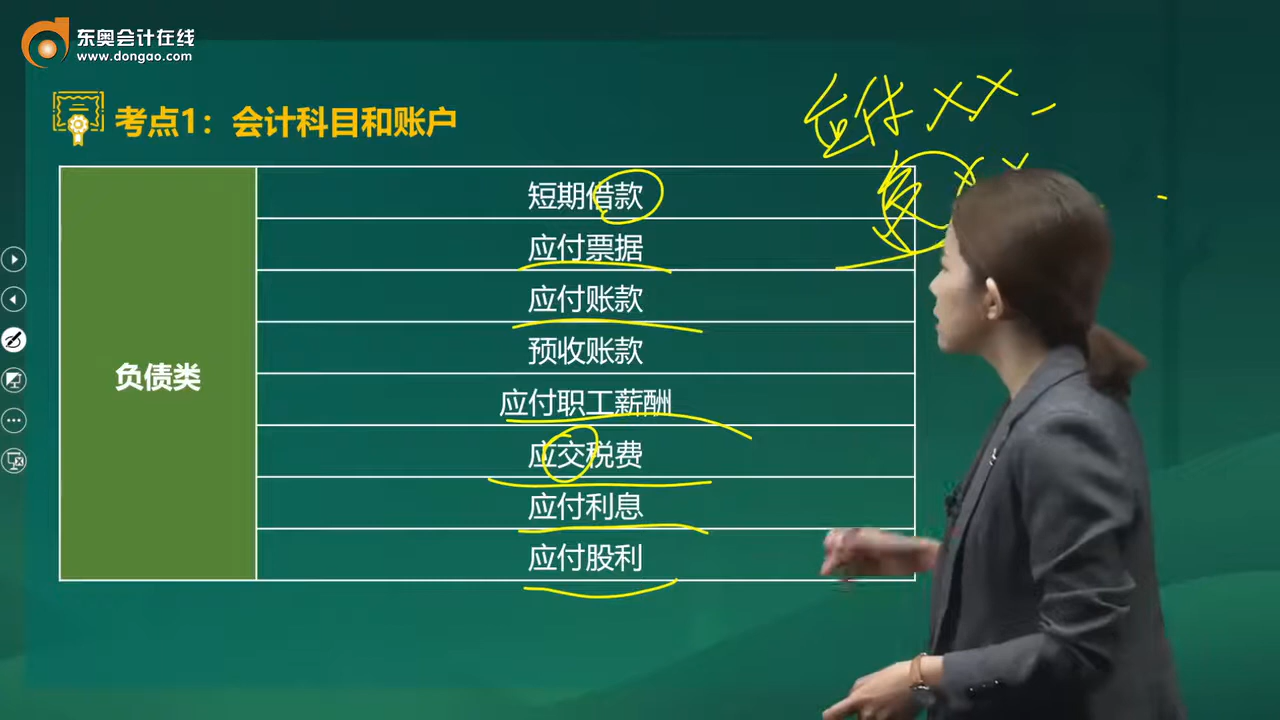 东奥会计在线
www.dongao.com
考点1：会计科目和账户
应付××
负债类
短期借款
应付票据
应付账款
预收账款
应付职工薪酬
应交税费
应付利息
应付股利